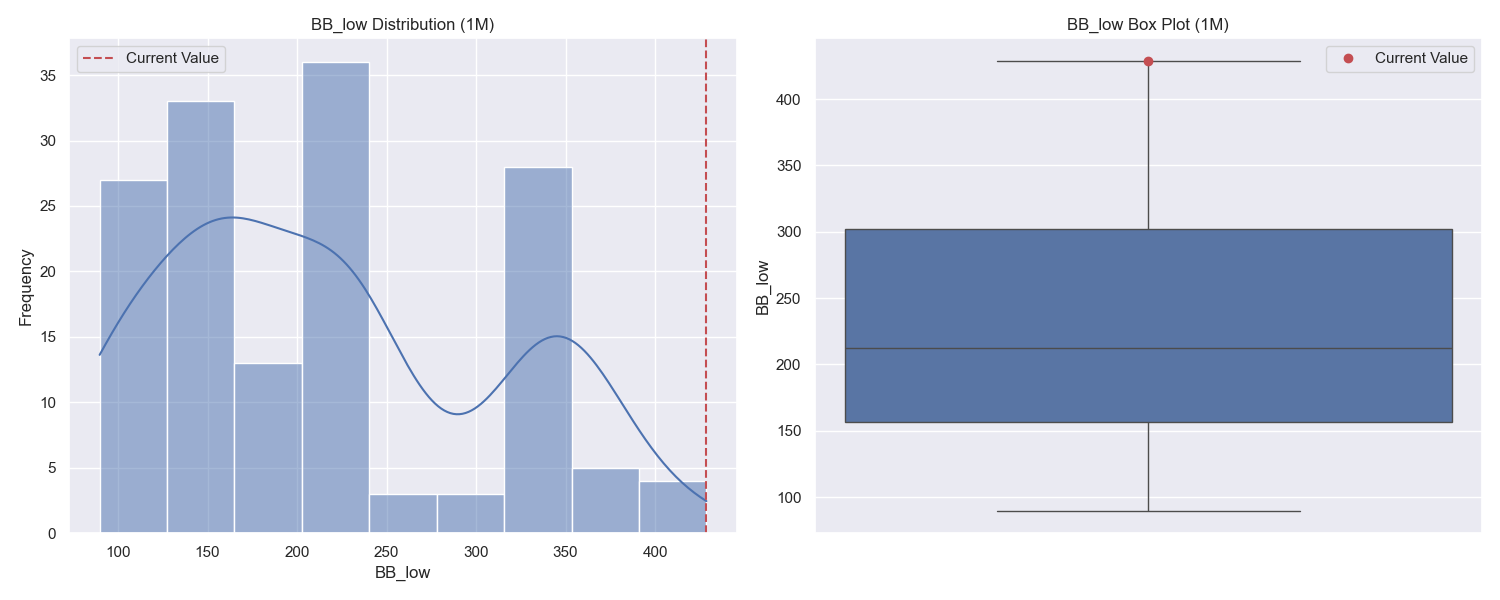 BB_low Distribution (1M)
Current Value
Frequency
35
30
25
20
15
10
5
0
100 150 200 250 300 350 400
BB_low
BB_low Box Plot (1M)
Current Value
BB_low
400
350
300
250
200
150
100